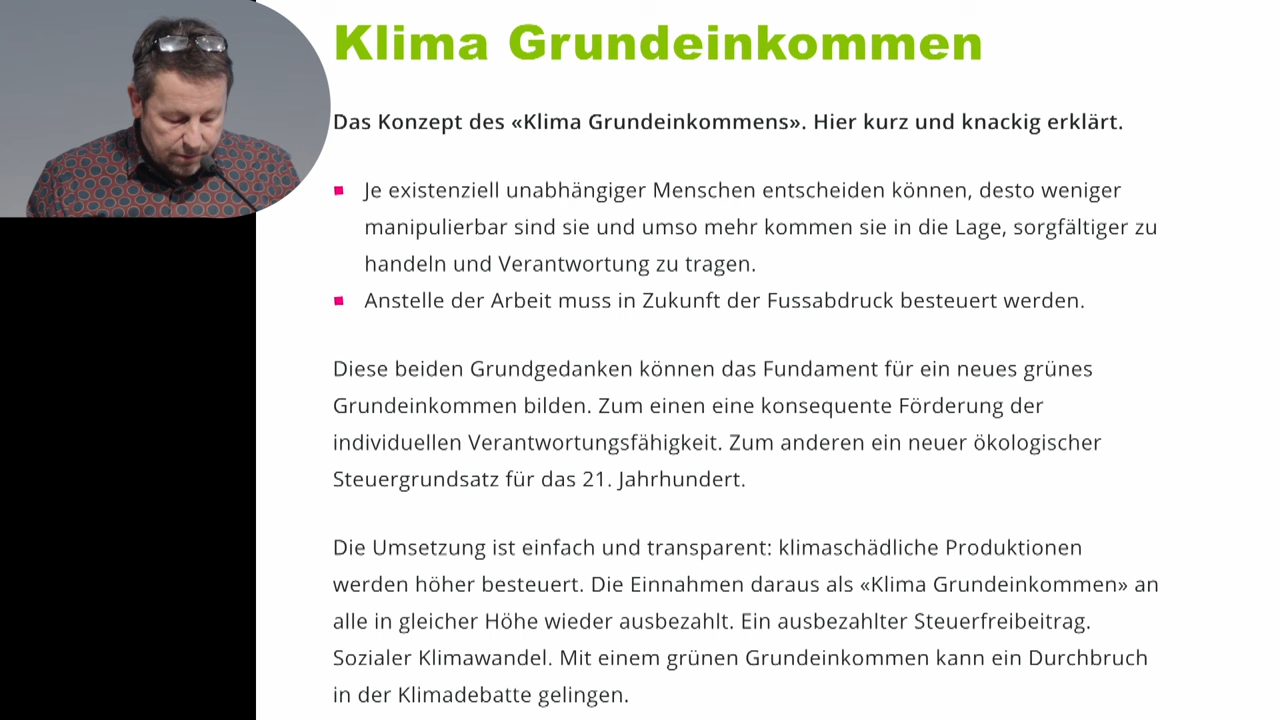 Klima Grundeinkommen
Das Konzept des «Klima Grundeinkommens». Hier kurz und knackig erklärt.
Je existenziell unabhängiger Menschen entscheiden können, desto weniger
manipulierbar sind sie und umso mehr kommen sie in die Lage, sorgfältiger zu
handeln und Verantwortung zu tragen.
Anstelle der Arbeit muss in Zukunft der Fussabdruck besteuert werden.
Diese beiden Grundgedanken können das Fundament für ein neues grünes
Grundeinkommen bilden. Zum einen eine konsequente Förderung der
individuellen Verantwortungsfähigkeit. Zum anderen ein neuer ökologischer
Steuergrundsatz für das 21. Jahrhundert.
Die Umsetzung ist einfach und transparent: klimaschädliche Produktionen
werden höher besteuert. Die Einnahmen daraus als «Klima Grundeinkommen» an
alle in gleicher Höhe wieder ausbezahlt. Ein ausbezahlter Steuerfreibeitrag.
Sozialer Klimawandel. Mit einem grünen Grundeinkommen kann ein Durchbruch
in der Klimadebatte gelingen.